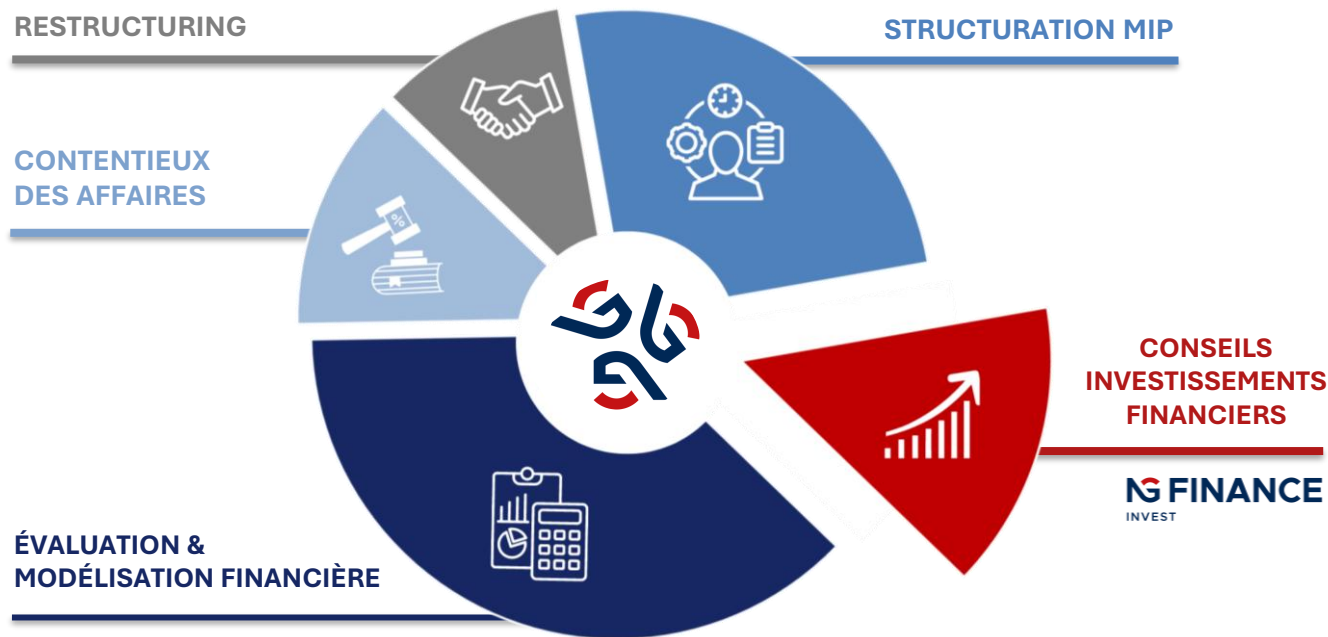 RESTRUCTURING
STRUCTURATION MIP
CONTENTIEUX
DES AFFAIRES
%
CONSEILS
INVESTISSEMENTS
FINANCIERS
NG FINANCE
INVEST
ÉVALUATION &
MODÉLISATION FINANCIÈRE